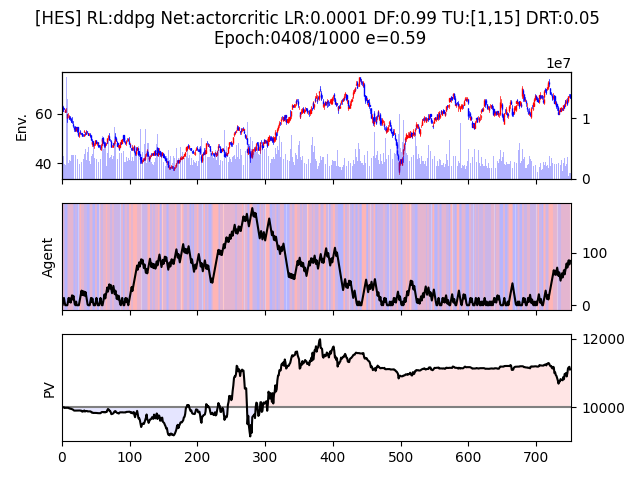 [HES] RL:ddpg Net:actorcritic LR:0.0001 DF:0.99 TU:[1,15] DRT:0.05
Epoch:0408/1000 e=0.59
1e7
Env.
60
40
1
0
Agent
100
0
PV
12000
10000
0 100 200 300 400 500 600 700